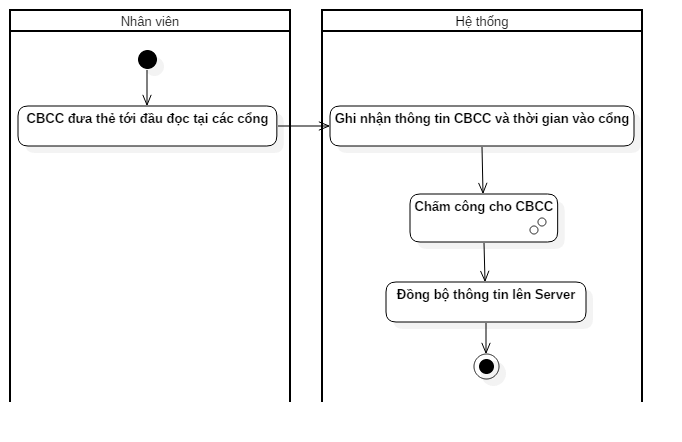 Nhân viên
Hệ thống
CBCC đưa thẻ tới đầu đọc tại các cổng
Ghi nhận thông tin CBCC và thời gian vào cổng
Chấm công cho CBCC
Đồng bộ thông tin lên Server